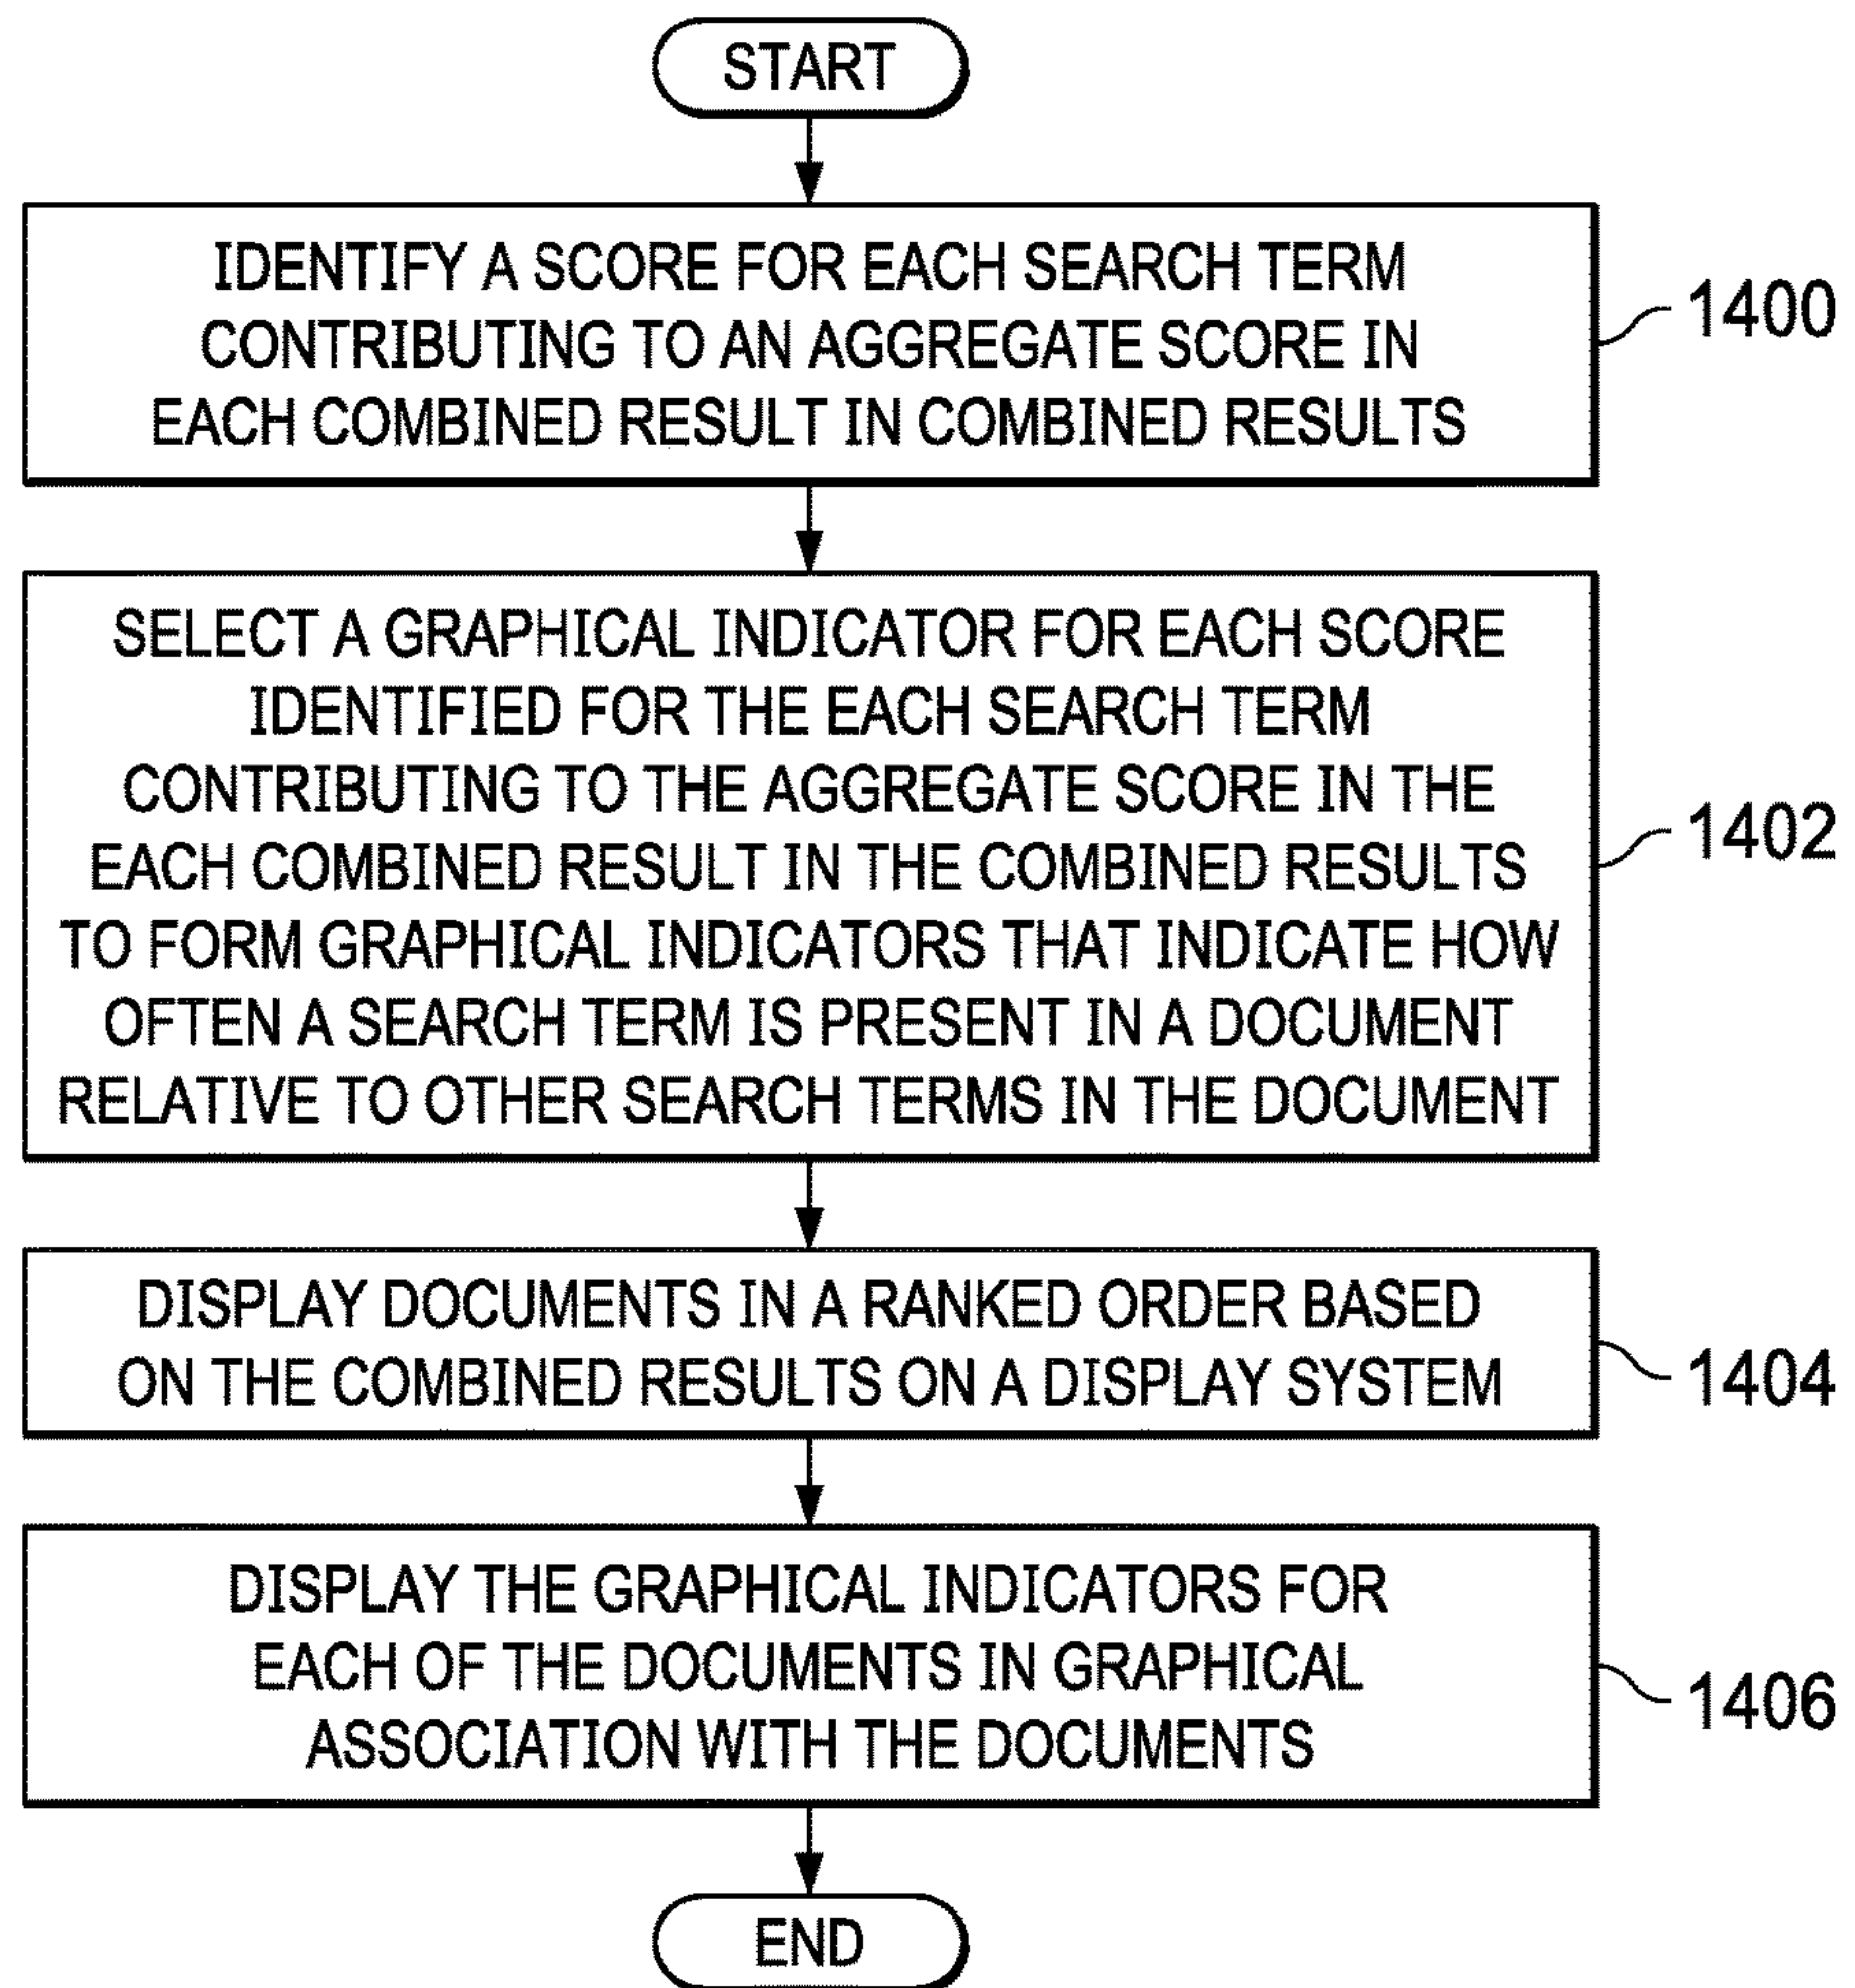 START
IDENTIFY A SCORE FOR EACH SEARCH TERM
CONTRIBUTING TO AN AGGREGATE SCORE IN
EACH COMBINED RESULT IN COMBINED RESULTS
1400
SELECT A GRAPHICAL INDICATOR FOR EACH SCORE
IDENTIFIED FOR THE EACH SEARCH TERM
CONTRIBUTING TO THE AGGREGATE SCORE IN THE
EACH COMBINED RESULT IN THE COMBINED RESULTS
TO FORM GRAPHICAL INDICATORS THAT INDICATE HOW
OFTEN A SEARCH TERM IS PRESENT IN A DOCUMENT
RELATIVE TO OTHER SEARCH TERMS IN THE DOCUMENT
1402
DISPLAY DOCUMENTS IN A RANKED ORDER BASED
ON THE COMBINED RESULTS ON A DISPLAY SYSTEM
1404
DISPLAY THE GRAPHICAL INDICATORS FOR
EACH OF THE DOCUMENTS IN GRAPHICAL
ASSOCIATION WITH THE DOCUMENTS
1406
END